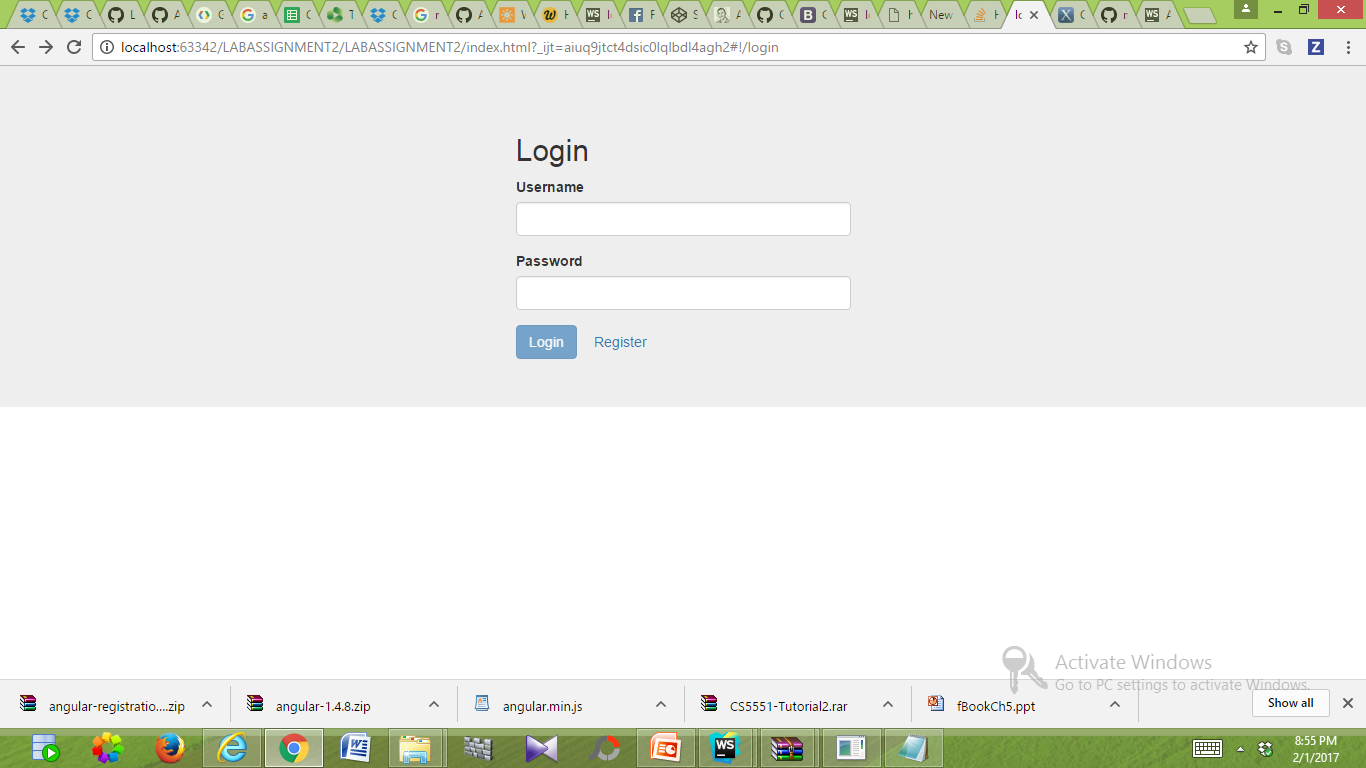 New
localhost:63342/LABASSIGNMENT2/LABASSIGNMENT2/index.html?_ijt=aiuq9jtct4dsic0lqlbdl4agh2#!/login
Login
Username
Password
Login Register
Activate Windows
Go to PC settings to activate Windows.
angular-registratio....zip angular-1.4.8.zip angular.min.js CS5551-Tutorial2.rar fBookCh5.ppt Show all
8:55 PM
2/1/2017